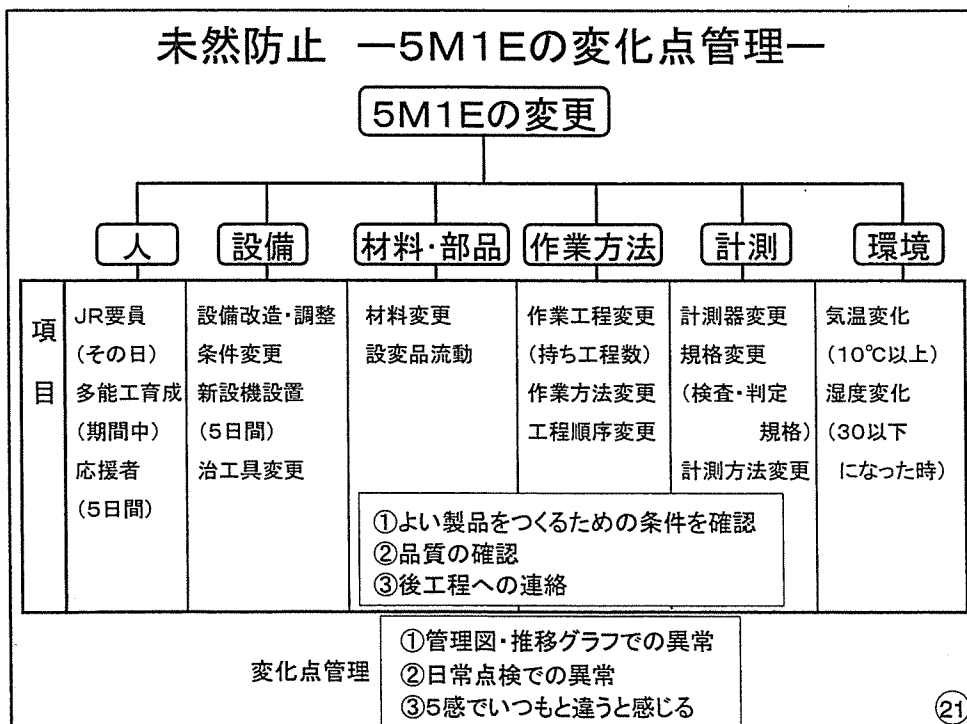 未然防止 ー5M1Eの変化点管理ー
5M1Eの変更
人
設備
材料・部品
作業方法
計測
環境
項目
JR要員
(その日)
多能工育成
(期間中)
応援者
(5日間)
設備改造・調整
条件変更
新設機設置
(5日間)
治工具変更
材料変更
設変品流動
作業工程変更
(持ち工程数)
作業方法変更
工程順序変更
計測器変更
規格変更
(検査・判定
規格)
計測方法変更
気温変化
(10℃以上)
湿度変化
(30以下
になった時)
①よい製品をつくるための条件を確認
②品質の確認
③後工程への連絡
変化点管理
①管理図・推移グラフでの異常
②日常点検での異常
③5感でいつもと違うと感じる
21